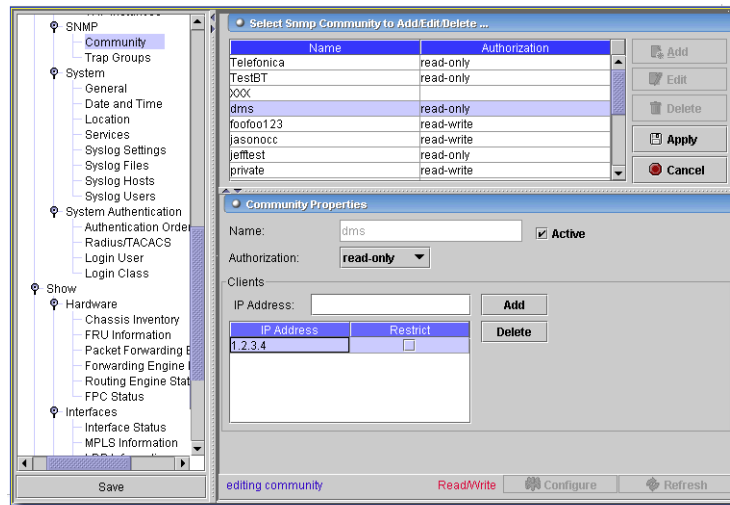 SNMP
Community
Trap Groups
System
General
Date and Time
Location
Services
Syslog Settings
Syslog Files
Syslog Hosts
Syslog Users
System Authentication
Authentication Order
Radius/TACACS
Login User
Login Class
Show
Hardware
Chassis Inventory
FRU Information
Packet Forwarding E
Forwarding Engine
Routing Engine Stat
FPC Status
Interfaces
Interface Status
MPLS Information
Save
Select Snmp Community to Add/Edit/Delete ...
Name Authorization
Telefonica read-only
TestBT read-only
XXX
dms read-only
foofoo123 read-write
jasonocc read-write
jefftest read-only
private read-write
Add
Edit
Delete
Apply
Cancel
Community Properties
Name: dms Active
Authorization: read-only
Clients
IP Address: Add
IP Address Restrict Delete
1.2.3.4
editing community Read/Write Configure Refresh